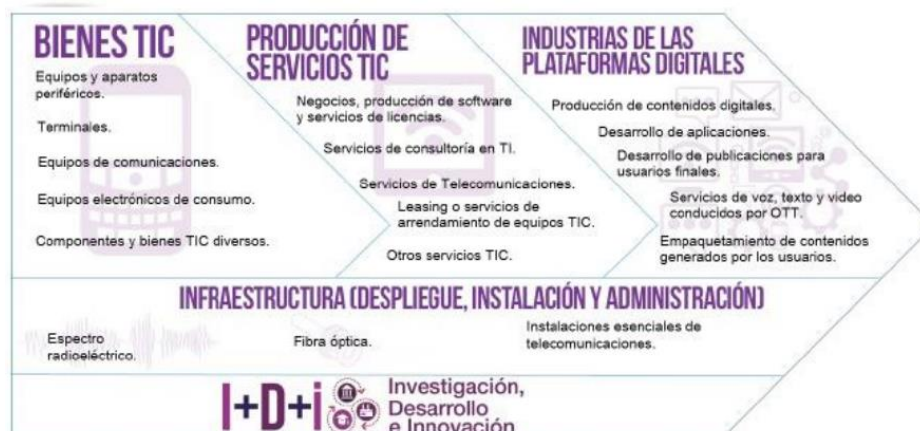 BIENES TIC
Equipos y aparatos
periféricos.
Terminales.
Equipos de comunicaciones.
Equipos electrónicos de consumo.
Componentes y bienes TIC diversos.
PRODUCCIÓN DE
SERVICIOS TIC
Negocios, producción de software
y servicios de licencias.
Servicios de consultoría en TI.
Servicios de Telecomunicaciones.
Leasing o servicios de
arrendamiento de equipos TIC.
Otros servicios TIC.
INDUSTRIAS DE LAS
PLATAFORMAS DIGITALES
Producción de contenidos digitales.
Desarrollo de aplicaciones.
Desarrollo de publicaciones para
usuarios finales.
Servicios de voz, texto y video
conducidos por OTT.
Empaquetamiento de contenidos
generados por los usuarios.
INFRAESTRUCTURA (DESPLIEGUE, INSTALACIÓN Y ADMINISTRACIÓN)
Espectro
radioeléctrico.
Fibra óptica.
Instalaciones esenciales de
telecomunicaciones.
I+D+i
Investigación,
Desarrollo
e Innovación